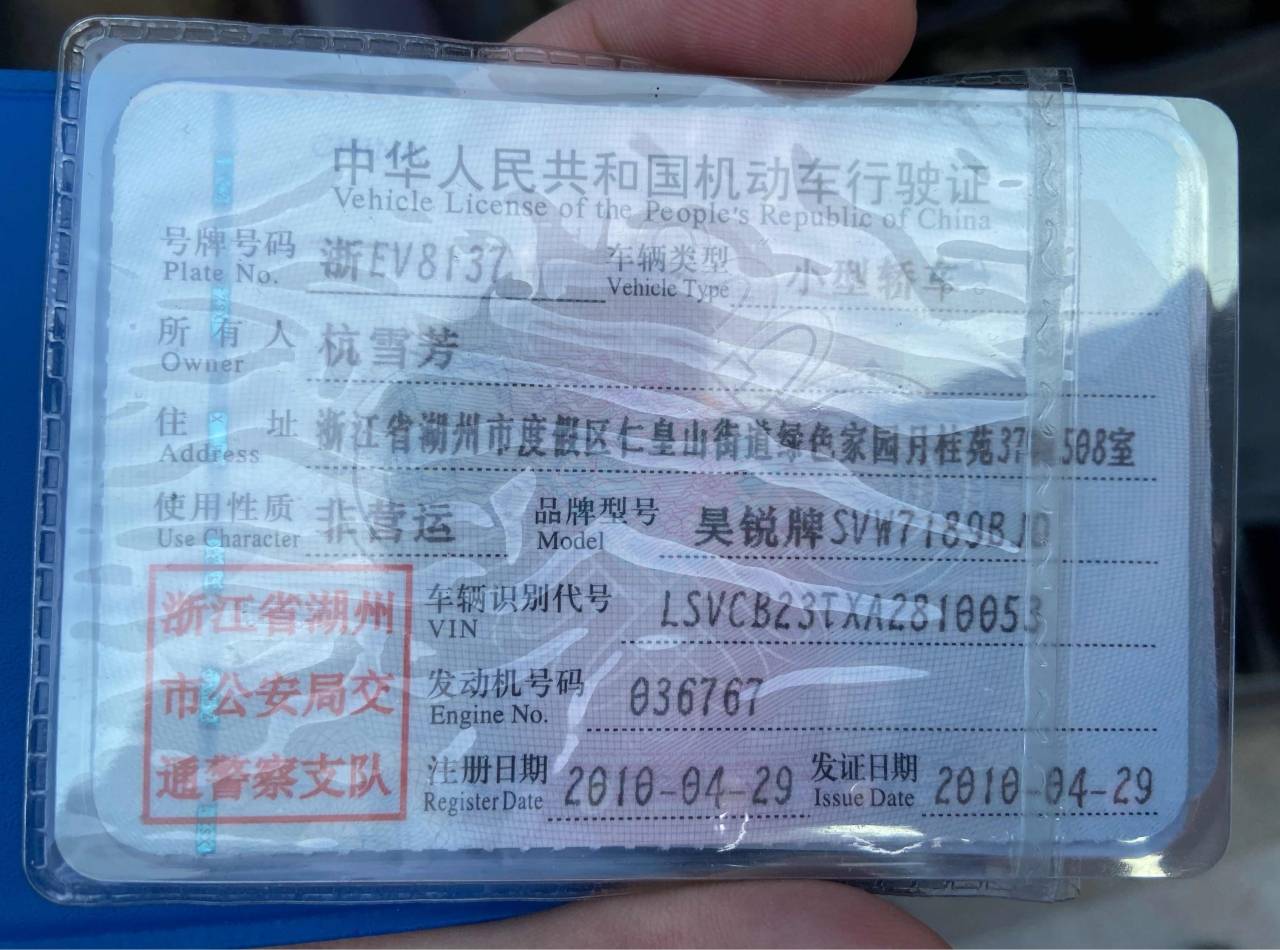 中华人民共和国机动车行驶证
Vehicle License of the People's Republic of China
号牌号码 浙EV8137 车辆类型 小型轿车
Plate No. Vehicle Type
所有人 杭雪芳
Owner
住址 浙江省湖州市度假区仁皇山街道绿色家园月桂苑37 508室
Address
使用性质 非营运 品牌型号 昊锐牌SVW7189BJD
Use Character Model
浙江省湖州
市公安局交
通警察支队
车辆识别代号 LSVCB23TXA2810053
VIN
发动机号码 036767
Engine No.
注册日期 2010-04-29 发证日期 2010-04-29
Register Date Issue Date